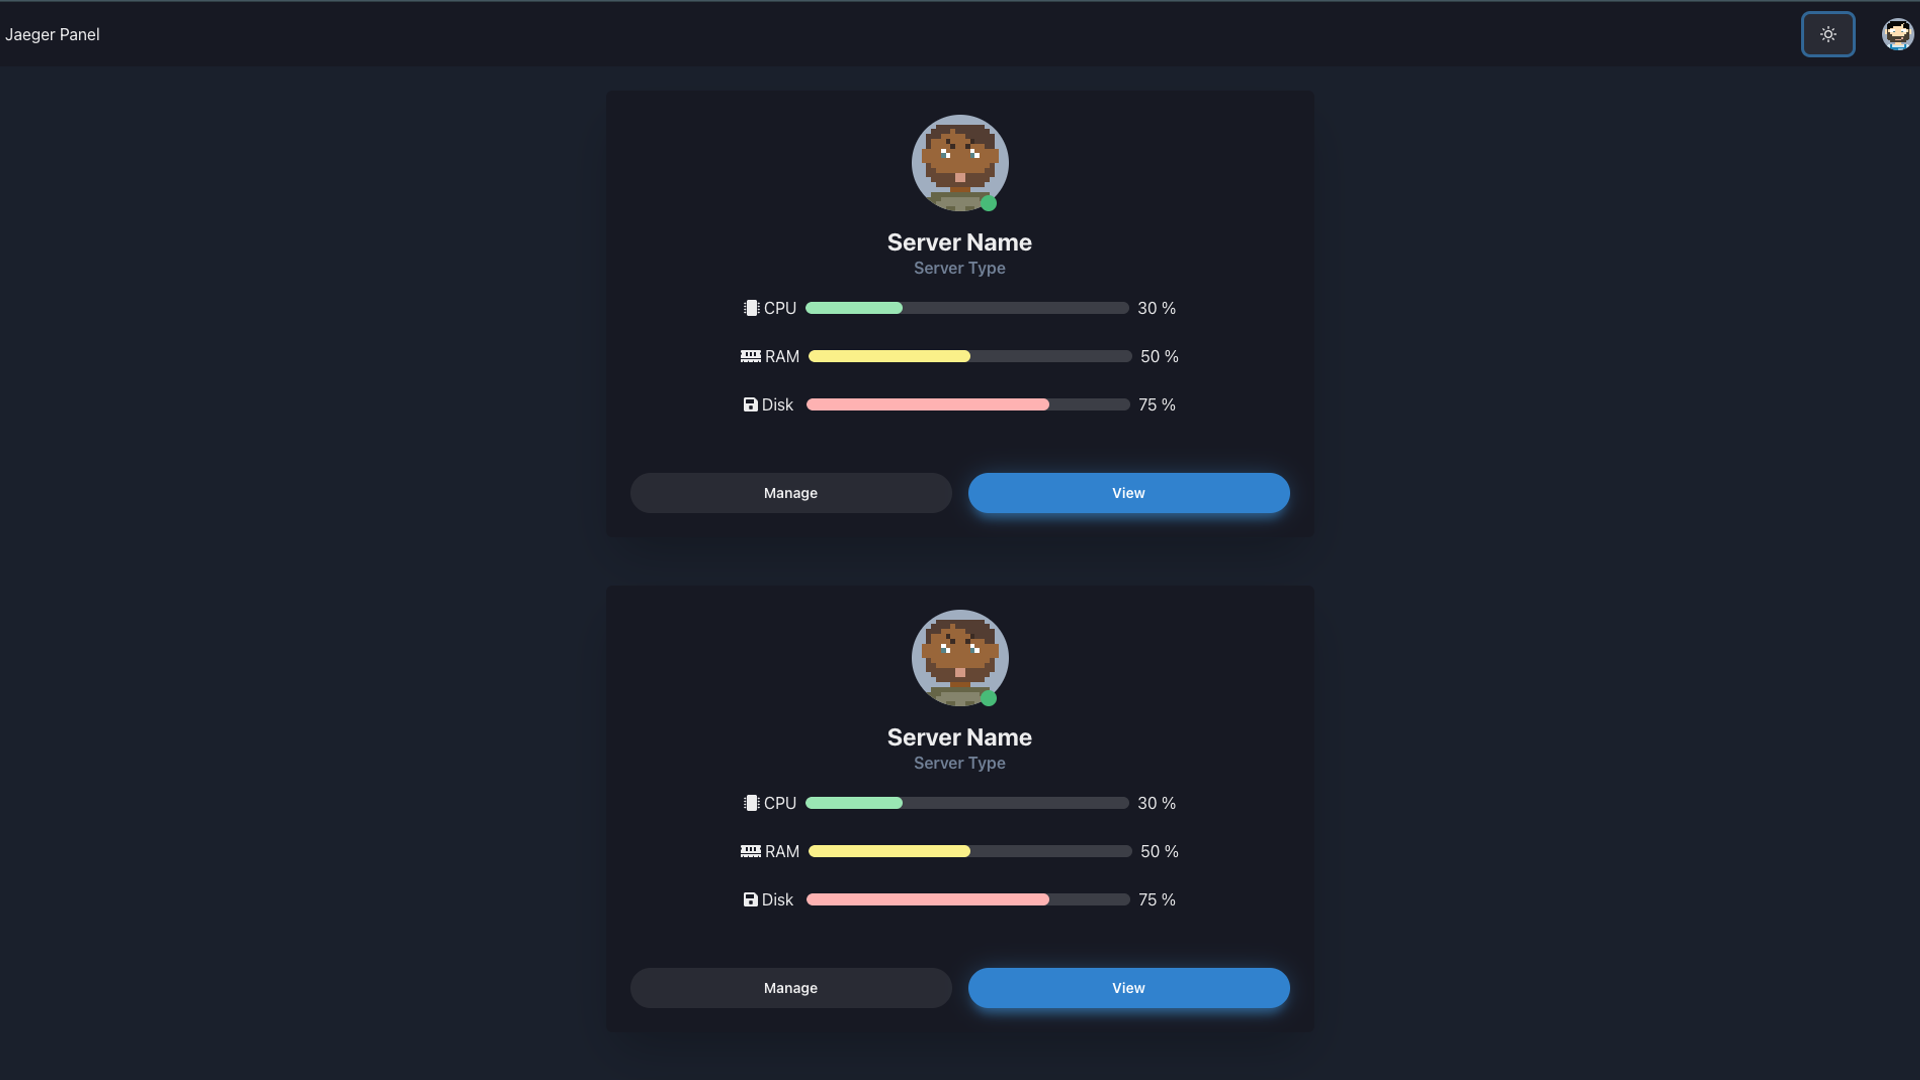 Jaeger Panel
Server Name
Server Type
CPU 30 %
RAM 50 %
Disk 75 %
Manage View
Server Name
Server Type
CPU 30 %
RAM 50 %
Disk 75 %
Manage View